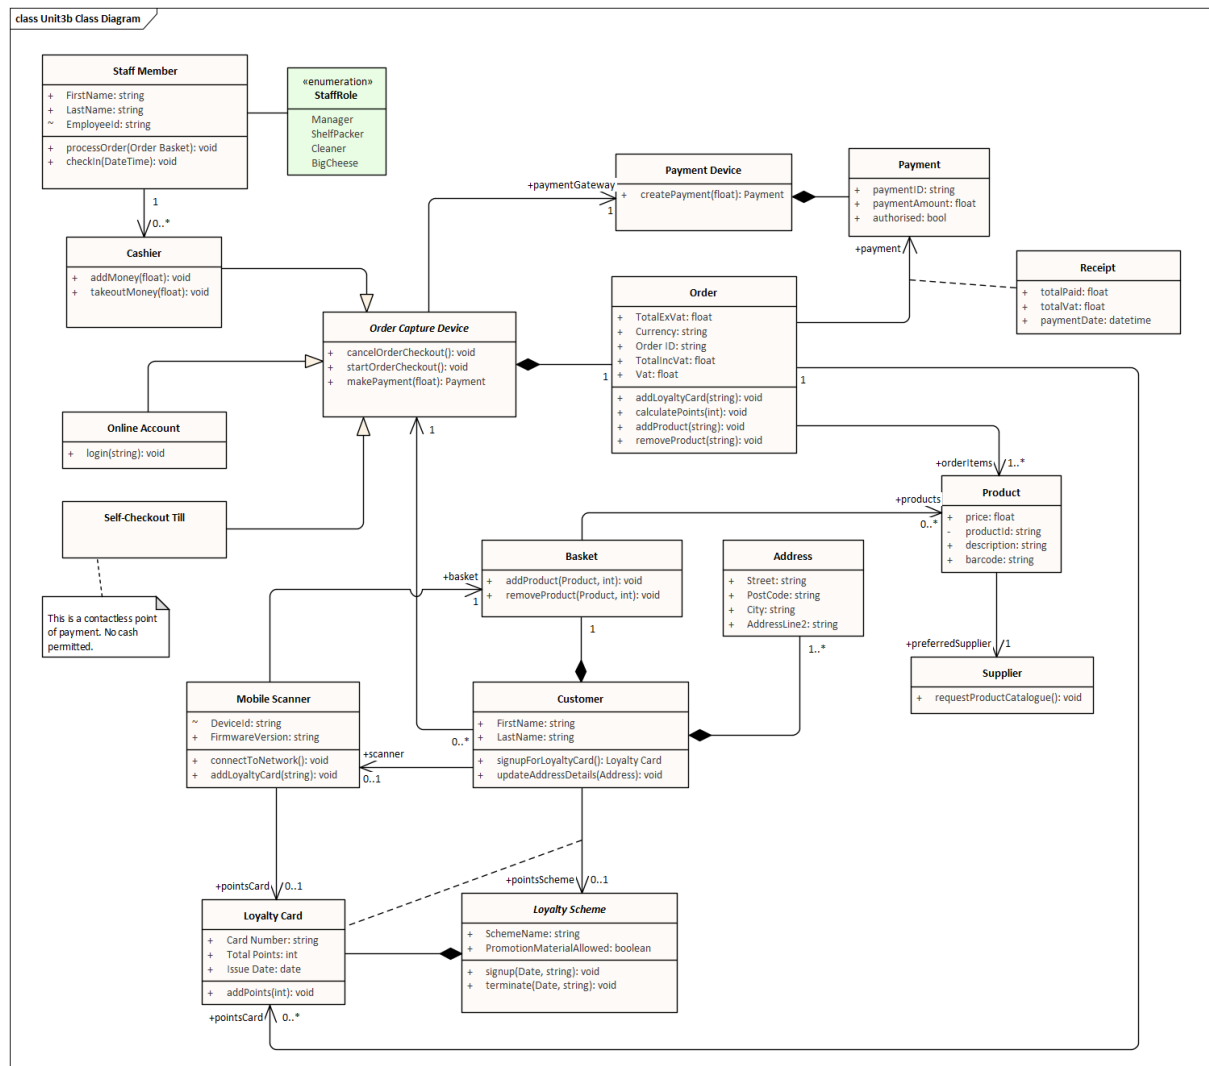 class Unit3b Class Diagram
Staff Member
+ FirstName: string
+ LastName: string
~ EmployeeId: string
+ processOrder(Order Basket): void
+ checkIn(DateTime): void
«enumeration»
StaffRole
Manager
ShelfPacker
Cleaner
BigCheese
1
0..*
Cashier
+ addMoney(float): void
+ takeoutMoney(float): void
+paymentGateway
1
Payment Device
+ createPayment(float): Payment
Payment
+ paymentID: string
+ paymentAmount: float
+ authorised: bool
+payment
Receipt
+ totalPaid: float
+ totalVat: float
+ paymentDate: datetime
Order Capture Device
+ cancelOrderCheckout(): void
+ startOrderCheckout(): void
+ makePayment(float): Payment
Order
+ TotalExVat: float
+ Currency: string
+ Order ID: string
+ TotalIncVat: float
+ Vat: float
+ addLoyaltyCard(string): void
+ calculatePoints(int): void
+ addProduct(string): void
+ removeProduct(string): void
1
1
Online Account
+ login(string): void
1
+orderItems
1..*
Self-Checkout Till
This is a contactless point
of payment. No cash
permitted.
+products
0..*
Product
+ price: float
- productId: string
+ description: string
+ barcode: string
+basket
1
Basket
+ addProduct(Product, int): void
+ removeProduct(Product, int): void
1
Address
+ Street: string
+ PostCode: string
+ City: string
+ AddressLine2: string
1..*
+preferredSupplier
1
Supplier
+ requestProductCatalogue(): void
Mobile Scanner
~ DeviceId: string
+ FirmwareVersion: string
+ connectToNetwork(): void
+ addLoyaltyCard(string): void
Customer
+ FirstName: string
+ LastName: string
+ signupForLoyaltyCard(): Loyalty Card
+ updateAddressDetails(Address): void
0..*
+scanner
0..1
+pointsCard
0..1
+pointsScheme
0..1
Loyalty Card
+ Card Number: string
+ Total Points: int
+ Issue Date: date
+ addPoints(int): void
Loyalty Scheme
+ SchemeName: string
+ PromotionMaterialAllowed: boolean
+ signup(Date, string): void
+ terminate(Date, string): void
+pointsCard
0..*